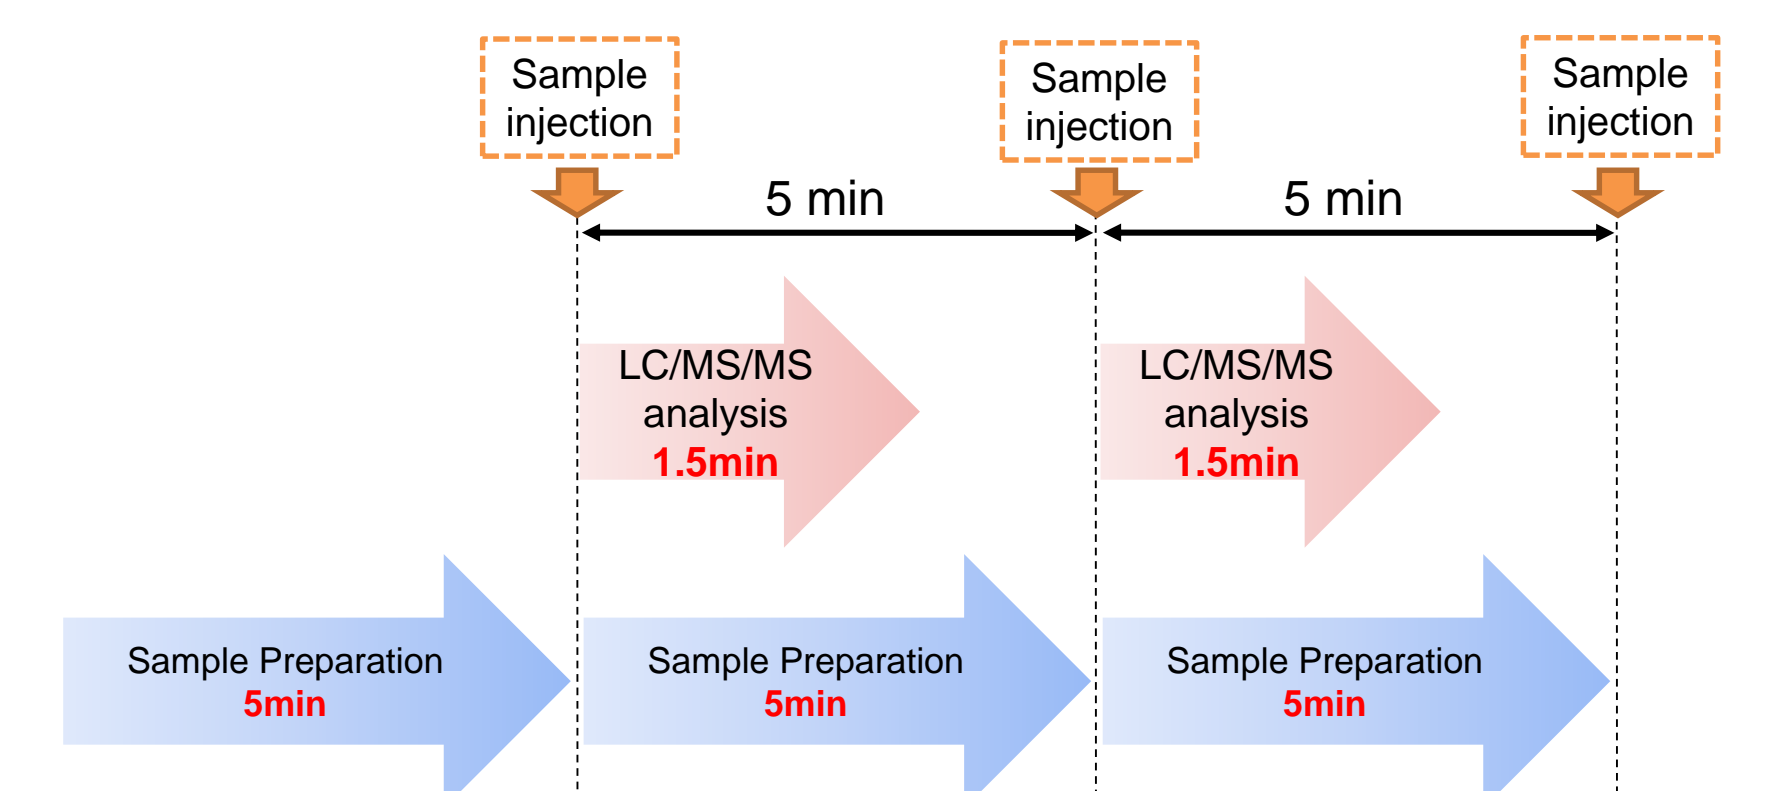 Sample
injection
Sample
injection
Sample
injection
5 min
5 min
LC/MS/MS
analysis
1.5min
LC/MS/MS
analysis
1.5min
Sample Preparation
5min
Sample Preparation
5min
Sample Preparation
5min